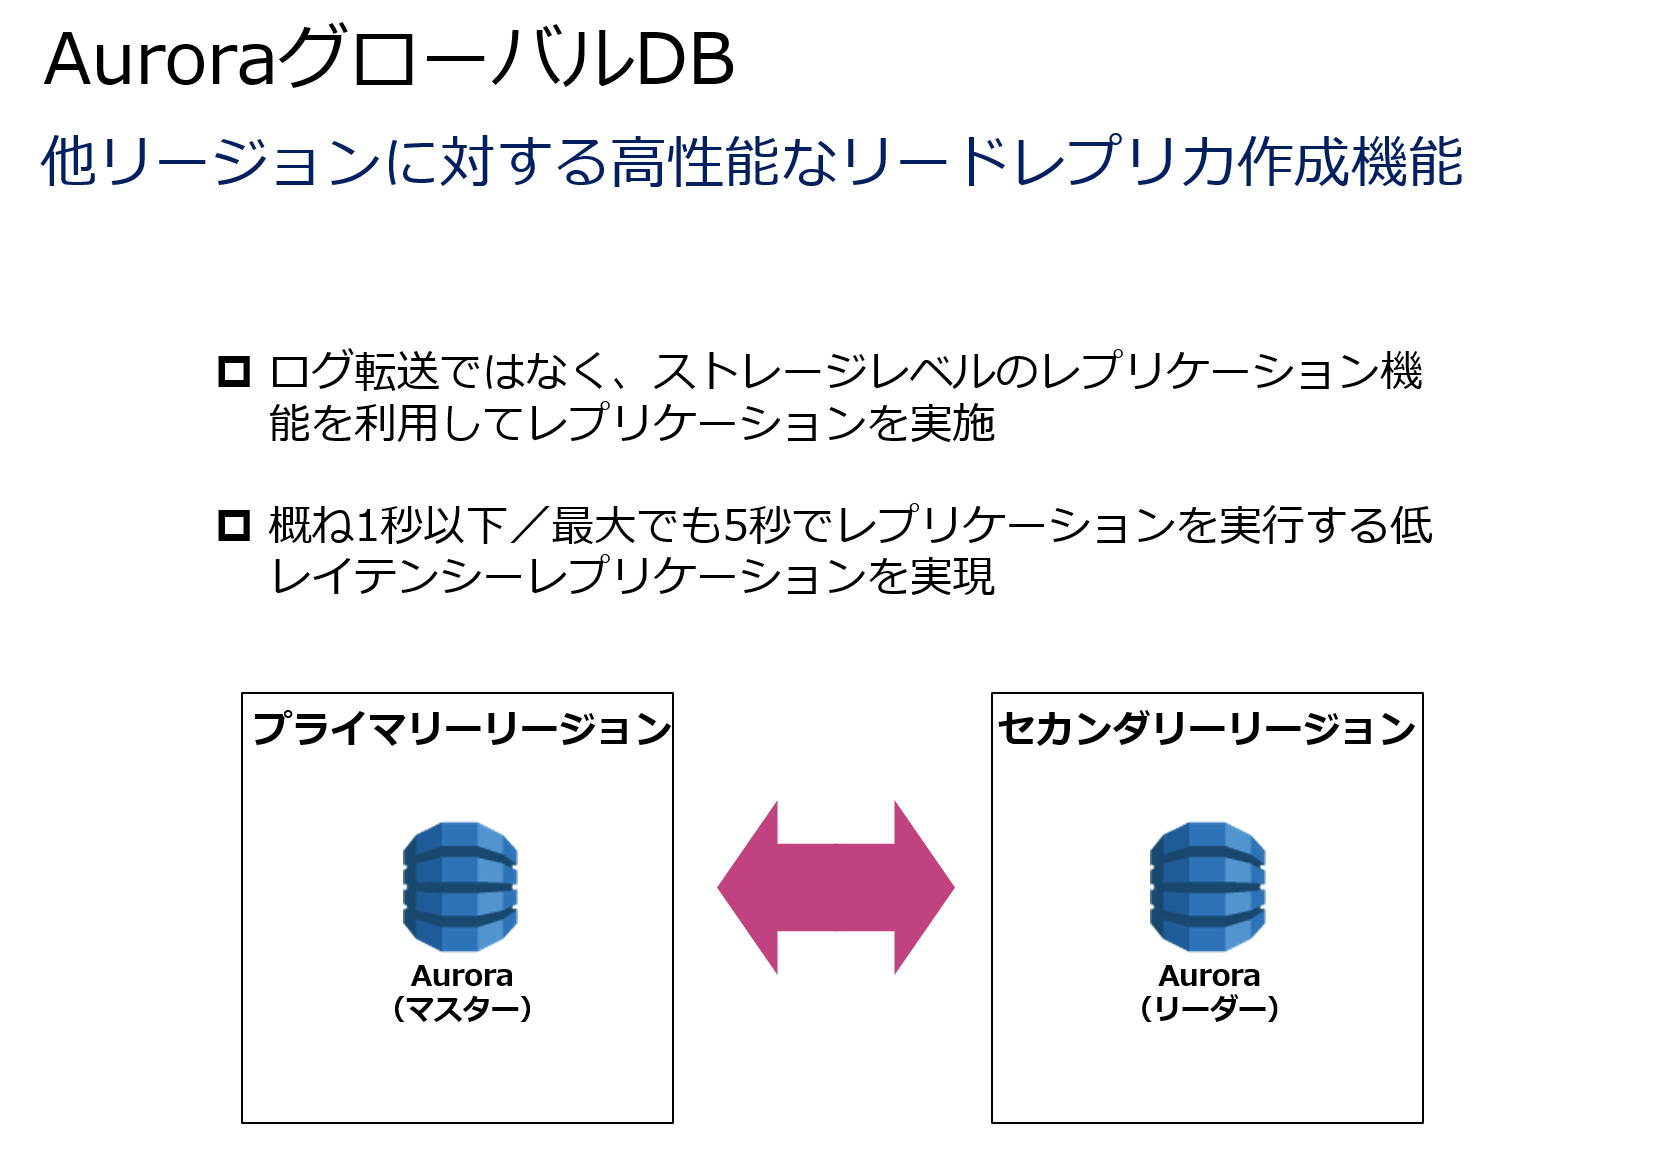 AuroraグローバルDB
他リージョンに対する高性能なリードレプリカ作成機能
ログ転送ではなく、ストレージレベルのレプリケーション機
能を利用してレプリケーションを実施
概ね1秒以下／最大でも5秒でレプリケーションを実行する低
レイテンシーレプリケーションを実現
プライマリーリージョン
Aurora
（マスター）
セカンダリーリージョン
Aurora
（リーダー）